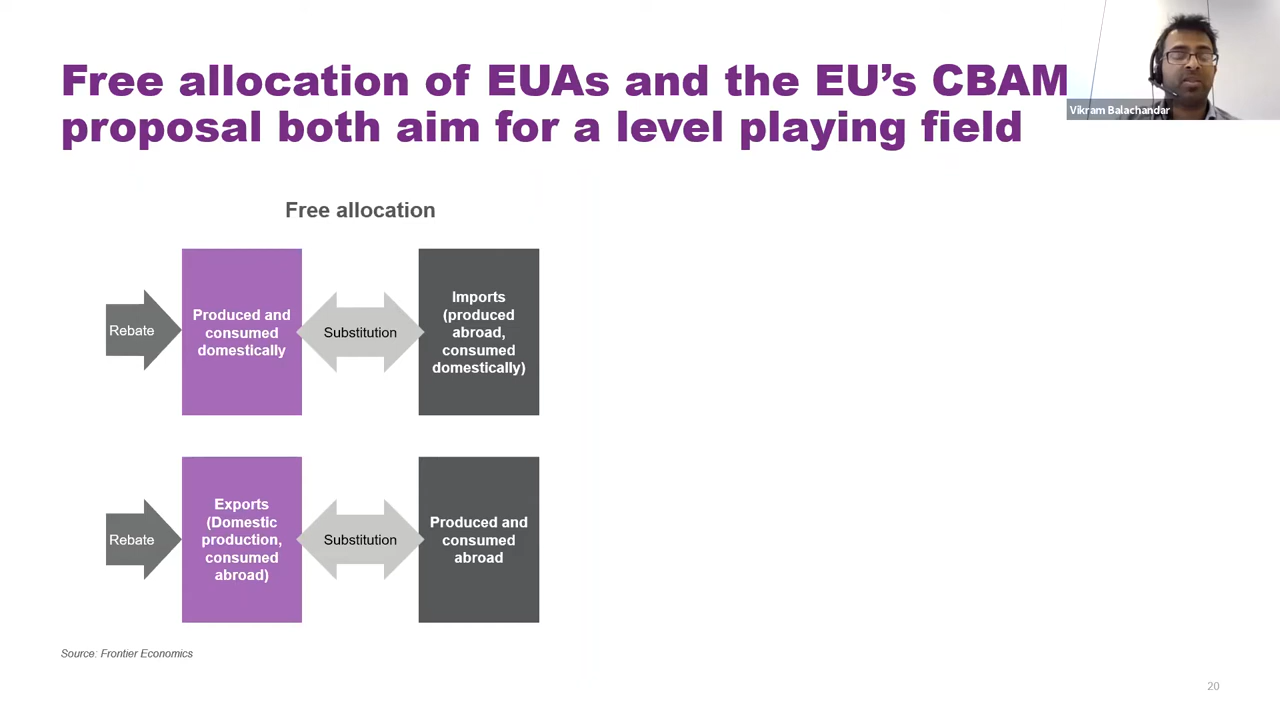 Free allocation of EUAs and the EU’s CBAM
proposal both aim for a level playing field
Vikram Balachandar
Free allocation
Rebate
Produced and
consumed
domestically
Substitution
Imports
(produced
abroad,
consumed
domestically)
Rebate
Exports
(Domestic
production,
consumed
abroad)
Substitution
Produced and
consumed
abroad
Source: Frontier Economics
20